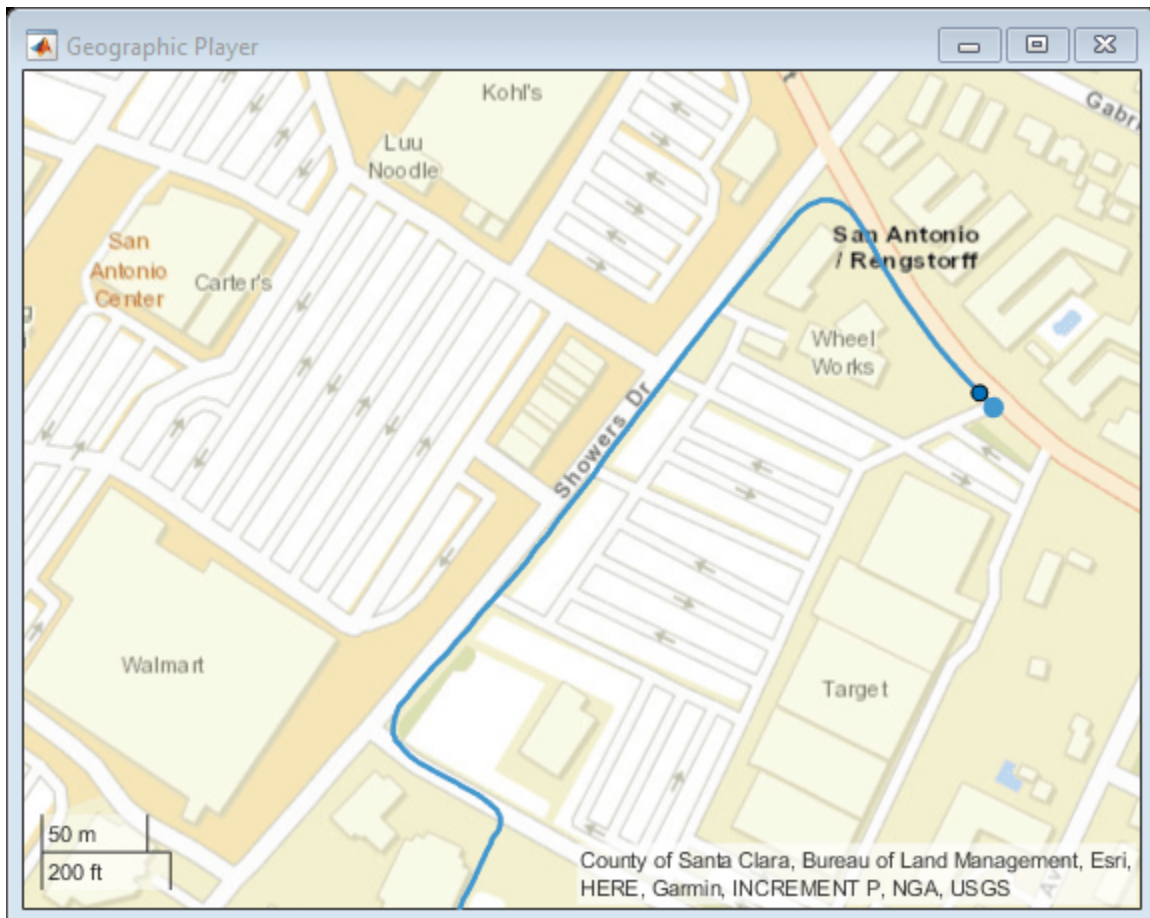 Geographic Player
Kohl's
Gabri
Luu
Noodle
San Antonio
/ Rengstorff
San
Antonio
Center
Carter's
Wheel
Works
Showers Dr
Walmart
Target
50 m
200 ft
County of Santa Clara, Bureau of Land Management, Esri,
HERE, Garmin, INCREMENT P, NGA, USGS